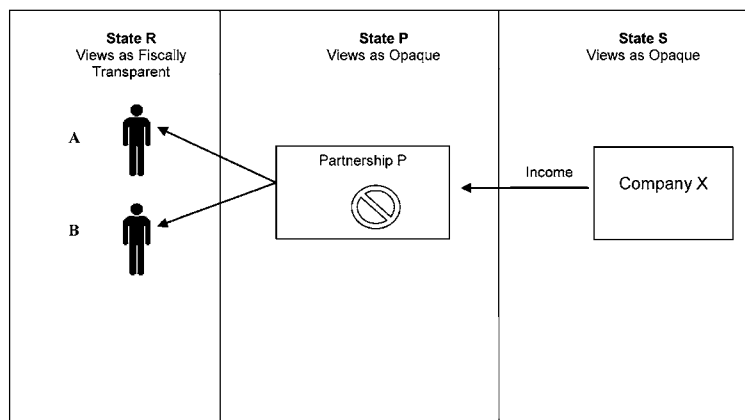 State R
Views as Fiscally
Transparent
State P
Views as Opaque
State S
Views as Opaque
A
Partnership P
Income
Company X
B